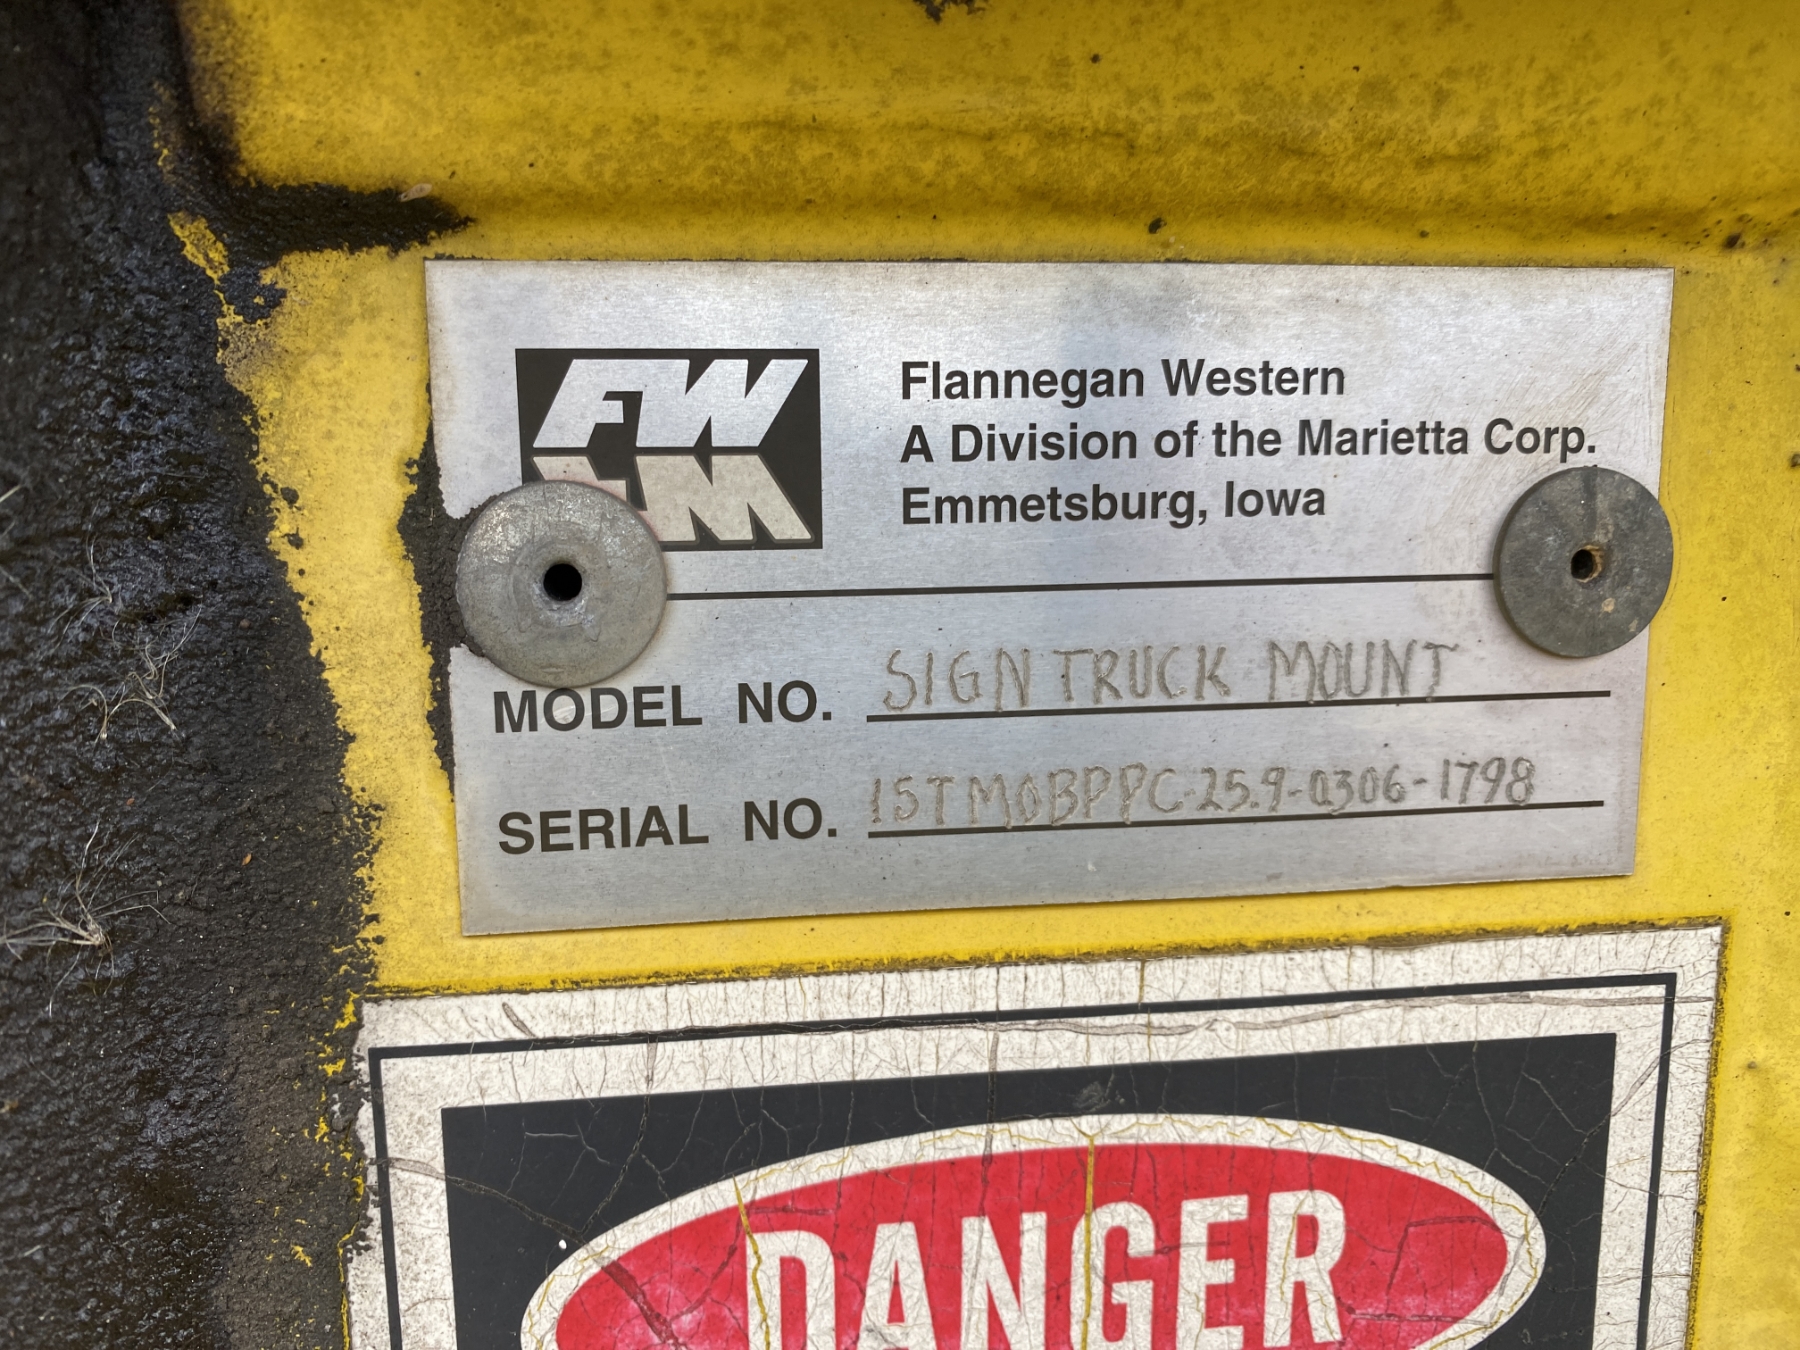 FW
Flannegan Western
A Division of the Marietta Corp.
Emmetsburg, Iowa
MODEL NO. SIGN TRUCK MOUNT
SERIAL NO. 15TMOBPPC-25.9-0306-1798
DANGER